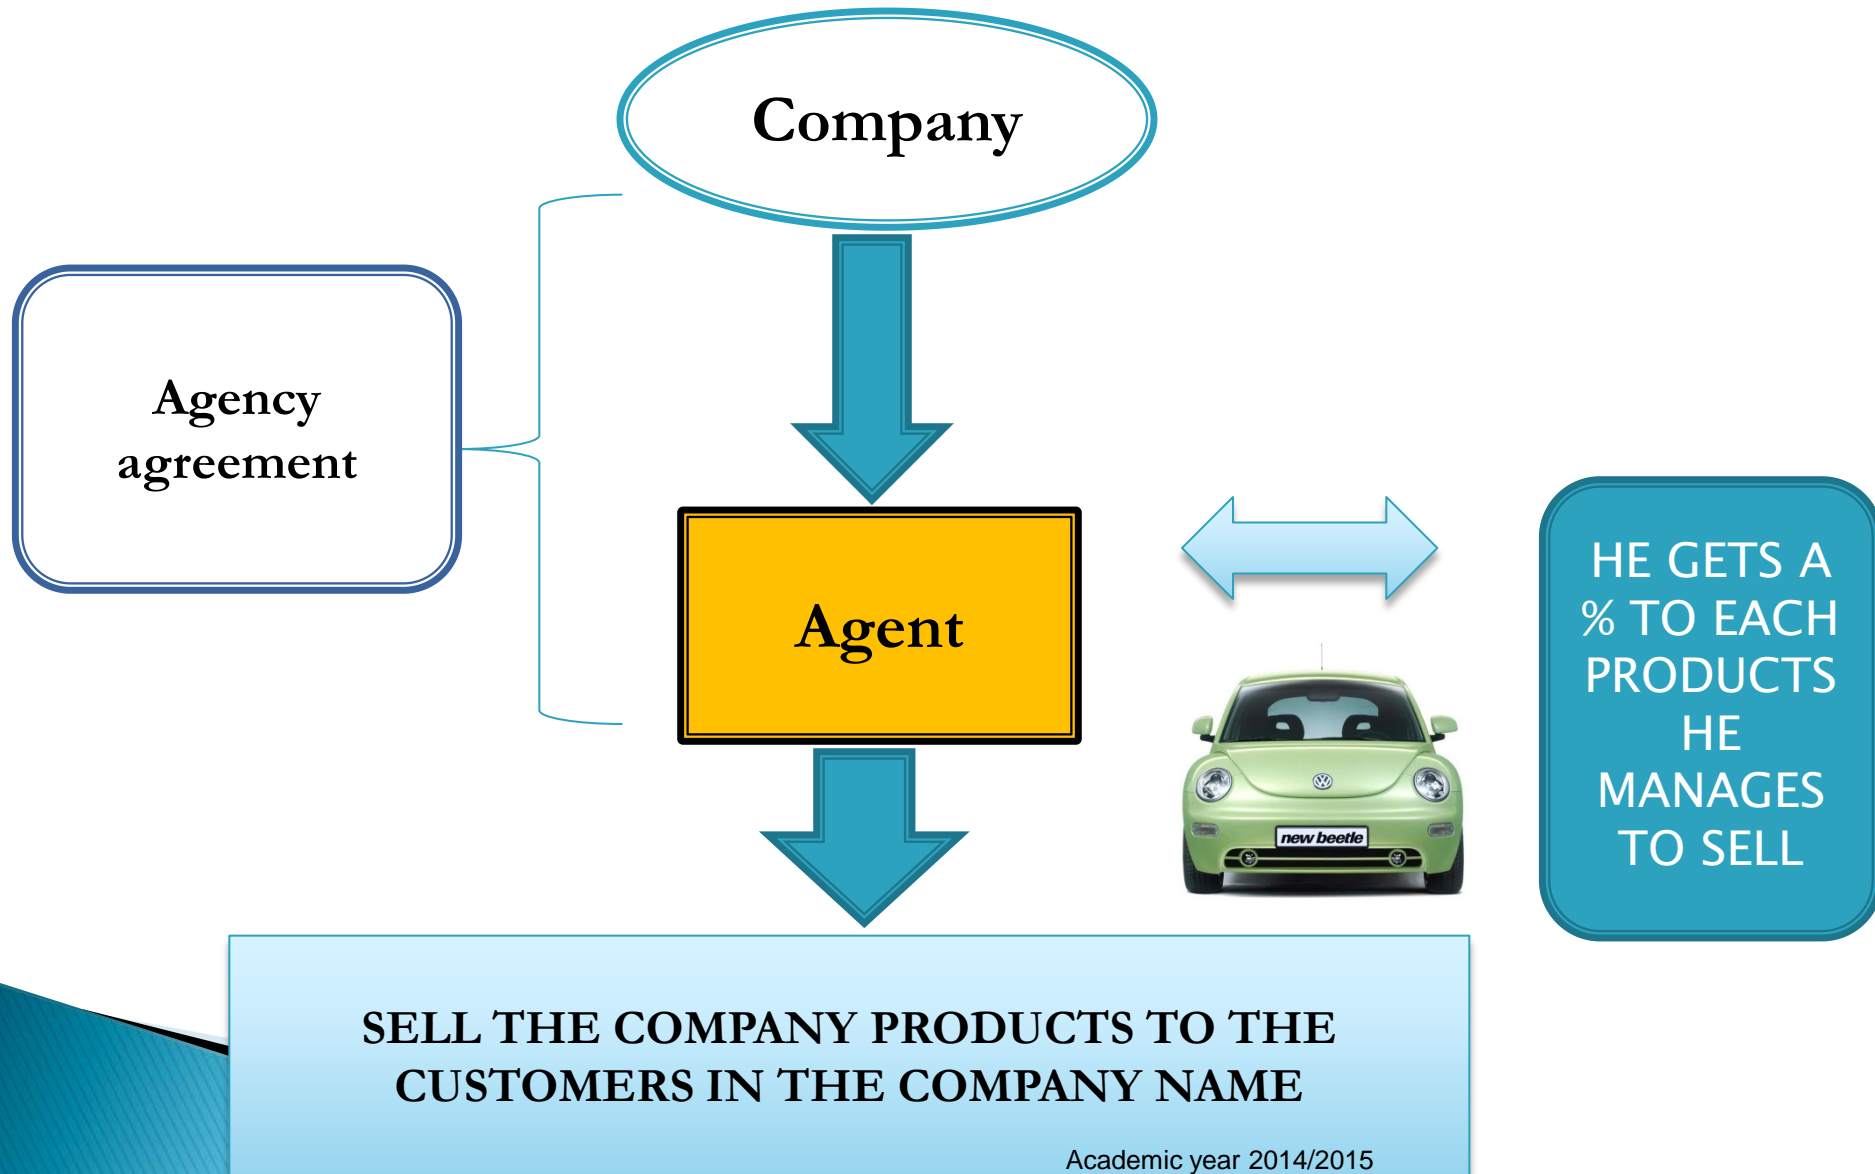 Company
Agency
agreement
Agent
HE GETS A
% TO EACH
PRODUCTS
HE
MANAGES
TO SELL
new beetle
SELL THE COMPANY PRODUCTS TO THE
CUSTOMERS IN THE COMPANY NAME
Academic year 2014/2015